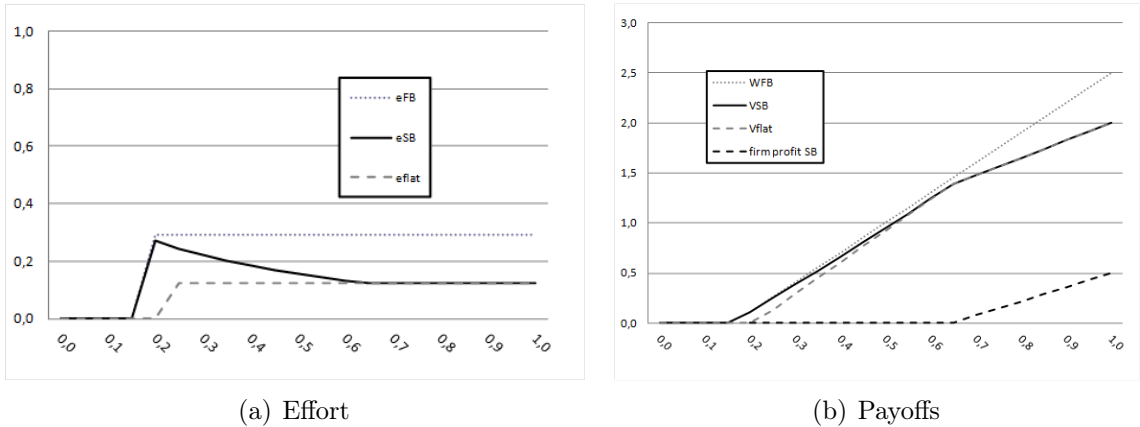 1,0
0,8
0,6
0,4
0,2
0,0
eFB
eSB
eflat
0,0 0,1 0,2 0,3 0,4 0,5 0,6 0,7 0,8 0,9 1,0
(a) Effort
3,0
2,5
2,0
1,5
1,0
0,5
0,0
WFB
VSB
Vflat
firm profit SB
0,0 0,1 0,2 0,3 0,4 0,5 0,6 0,7 0,8 0,9 1,0
(b) Payoffs